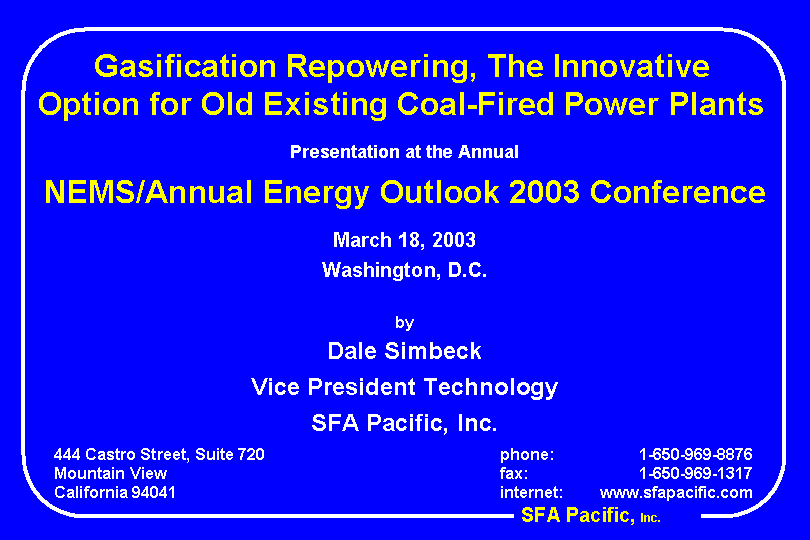 Gasification Repowering, The Innovative
Option for Old Existing Coal-Fired Power Plants
Presentation at the Annual
NEMS/Annual Energy Outlook 2003 Conference
March 18, 2003
Washington, D.C.
by
Dale Simbeck
Vice President Technology
SFA Pacific, Inc.
444 Castro Street, Suite 720
Mountain View
California 94041
phone: 1-650-969-8876
fax: 1-650-969-1317
internet: www.sfapacific.com
SFA Pacific, Inc.